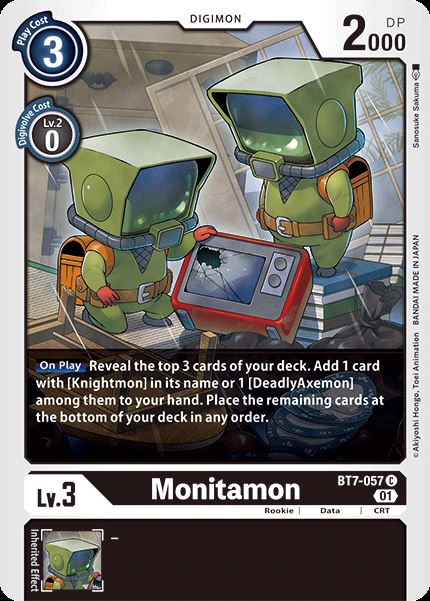 Play Cost
3
DIGIMON
DP
2000
Digivolve Cost
Lv.2
0
Sanosuke Sakuma
©Akiyoshi Hongo, Toei Animation BANDAI MADE IN JAPAN
On Play Reveal the top 3 cards of your deck. Add 1 card
with [Knightmon] in its name or 1 [DeadlyAxemon]
among them to your hand. Place the remaining cards at
the bottom of your deck in any order.
Lv.3
Monitamon
BT7-057 C
01
Rookie | Data | CRT
Inherited Effect
–